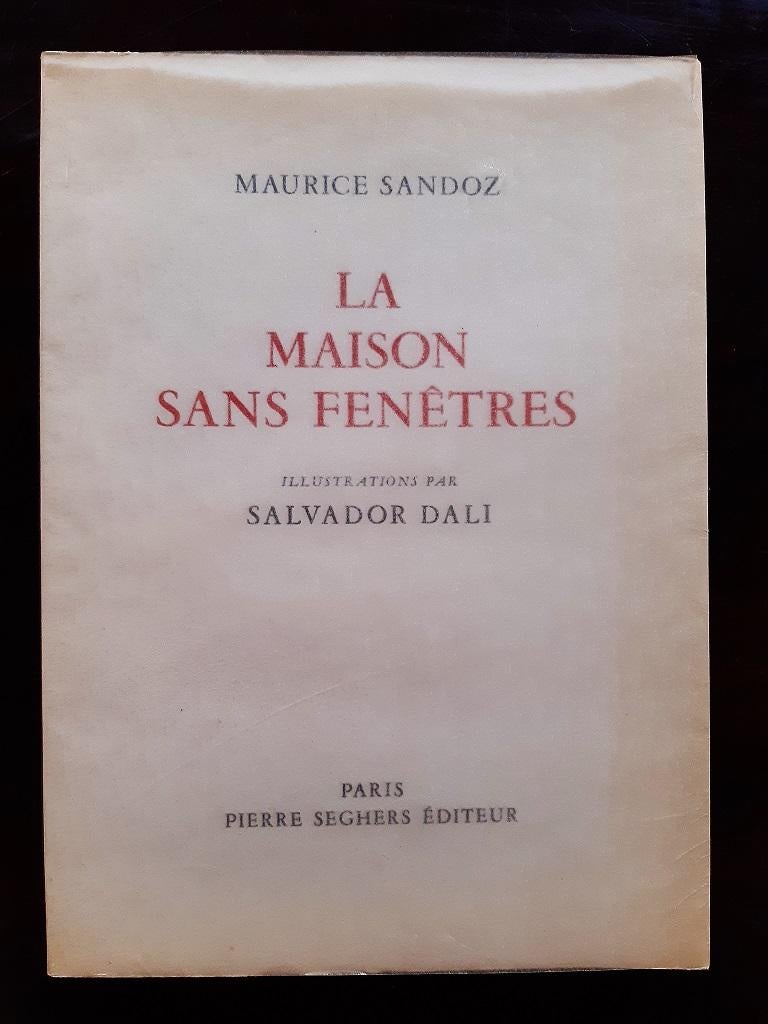 MAURICE SANDOZ
LA
MAISON
SANS FENÊTRES
ILLUSTRATIONS PAR
SALVADOR DALI
PARIS
PIERRE SEGHERS ÉDITEUR